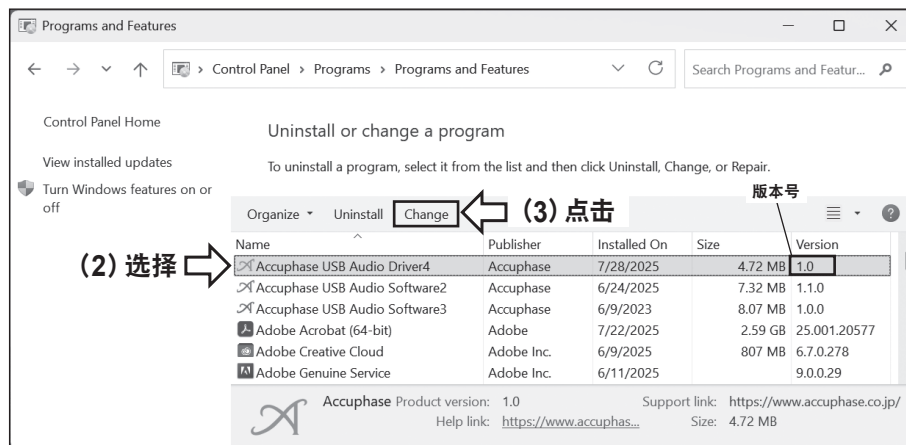 Programs and Features
Control Panel > Programs > Programs and Features
Search Programs and Featur...
Control Panel Home
View installed updates
Turn Windows features on or
off
Uninstall or change a program
To uninstall a program, select it from the list and then click Uninstall, Change, or Repair.
版本号
Organize Uninstall Change (3) 点击
Name Publisher Installed On Size Version
(2) 选择 Accuphase USB Audio Driver4 Accuphase 7/28/2025 4.72 MB 1.0
Accuphase USB Audio Software2 Accuphase 6/24/2025 7.32 MB 1.1.0
Accuphase USB Audio Software3 Accuphase 6/9/2023 8.07 MB 1.0.0
Adobe Acrobat (64-bit) Adobe 7/22/2025 2.59 GB 25.001.20577
Adobe Creative Cloud Adobe Inc. 6/9/2025 807 MB 6.7.0.278
Adobe Genuine Service Adobe Inc. 6/11/2025 9.0.0.29
Accuphase Product version: 1.0 Support link: https://www.accuphase.co.jp/
Help link: https://www.accuphas... Size: 4.72 MB